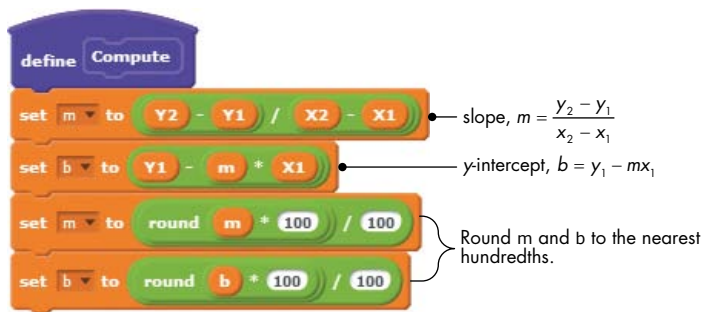 define Compute
set m to Y2 - Y1 / X2 - X1
slope, m = y₂ − y₁ / x₂ − x₁
set b to Y1 - m * X1
y-intercept, b = y₁ − mx₁
set m to round m * 100 / 100
set b to round b * 100 / 100
Round m and b to the nearest
hundredths.